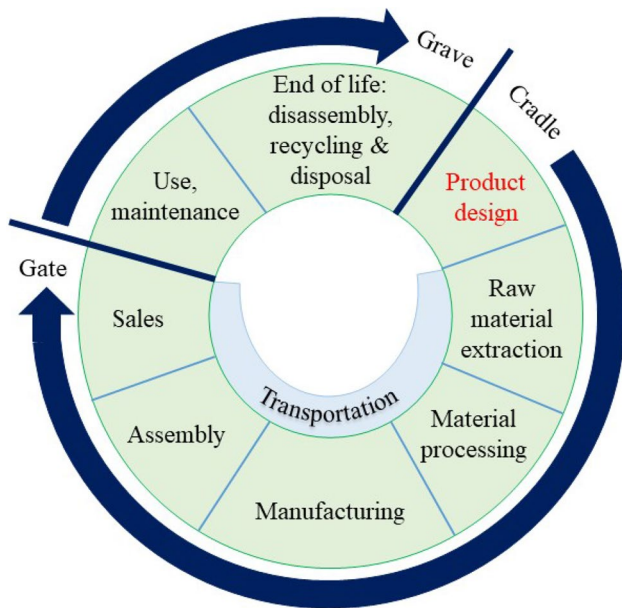 Grave
Cradle
End of life:
disassembly,
recycling &
disposal
Product
design
Raw
material
extraction
Material
processing
Manufacturing
Assembly
Sales
Gate
Use,
maintenance
Transportation